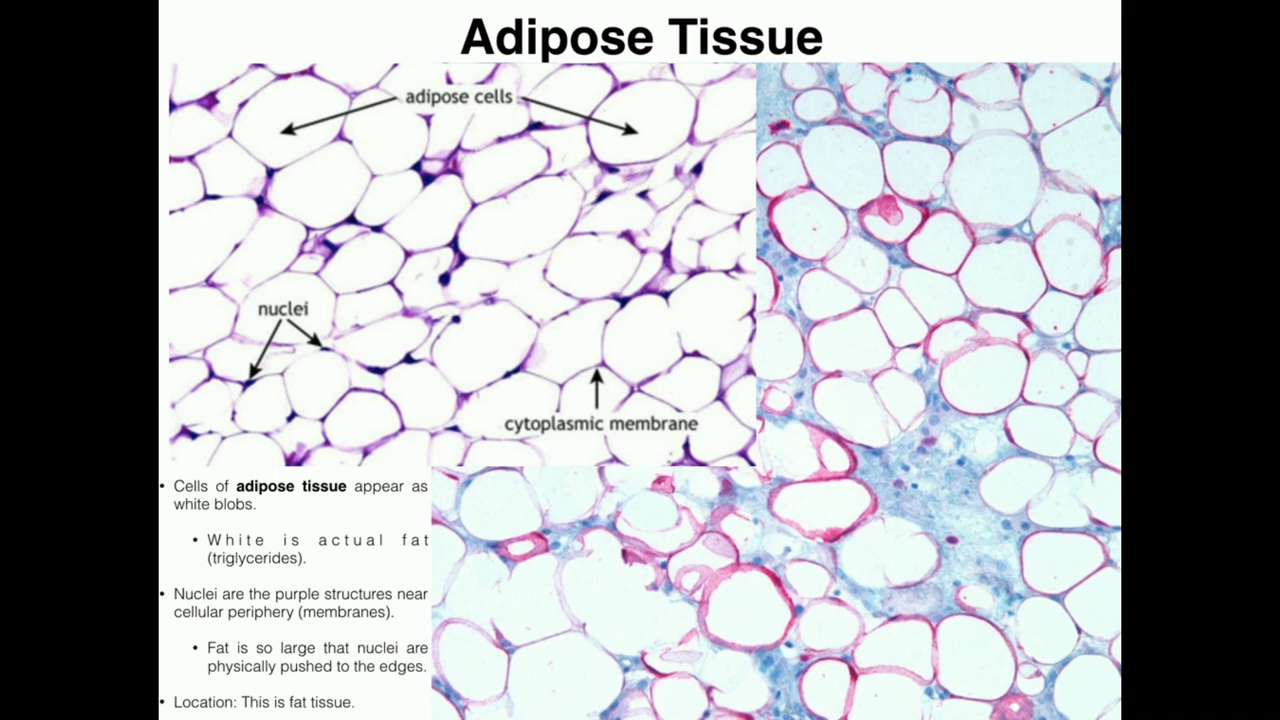 Adipose Tissue
adipose cells
nuclei
cytoplasmic membrane
• Cells of adipose tissue appear as
white blobs.
• White is actual fat
(triglycerides).
• Nuclei are the purple structures near
cellular periphery (membranes).
• Fat is so large that nuclei are
physically pushed to the edges.
• Location: This is fat tissue.